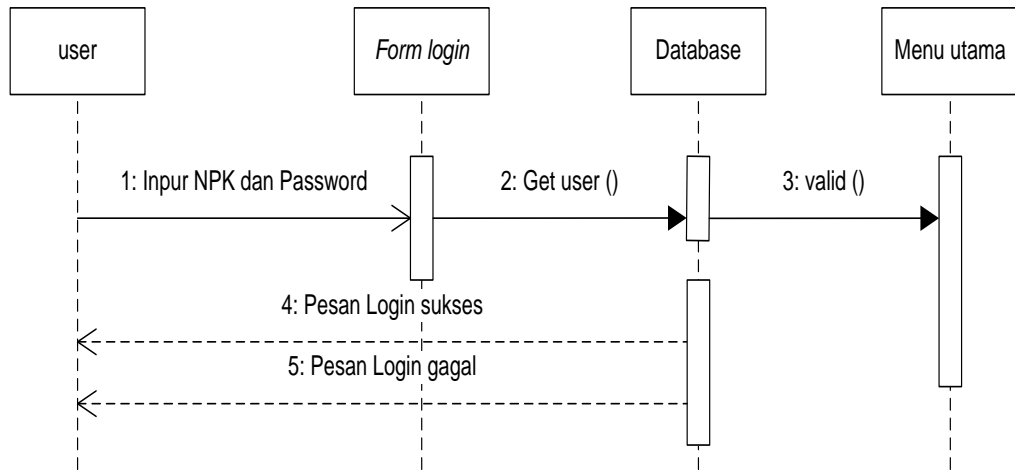 user
Form login
Database
Menu utama
1: Inpur NPK dan Password
2: Get user ()
3: valid ()
4: Pesan Login sukses
5: Pesan Login gagal